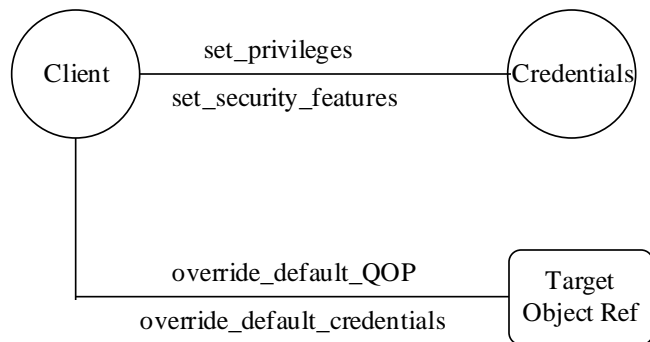 set_privileges
Client
Credentials
set_security_features
override_default_QOP
Target
Object Ref
override_default_credentials